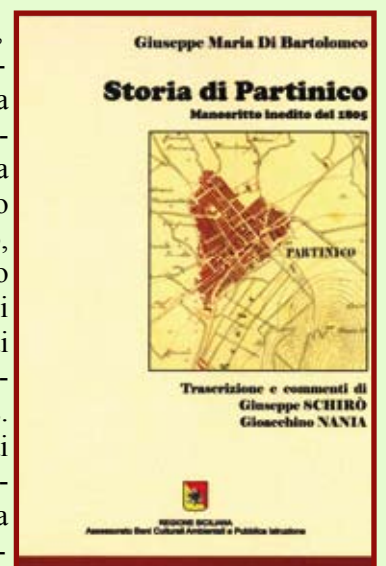 ,
-
a
-
a
o
,
o
i
i
-
.
i
-
a
-
Giuseppe Maria Di Bartolomeo
Storia di Partinico
Manoscritto inedito del 1805
PARTINICO
Trascrizione e commenti di
Giuseppe SCHIRÒ
Gioacchino NANIA
REGIONE SICILIANA
Assessorato Beni Culturali Ambientali e Pubblica Istruzione